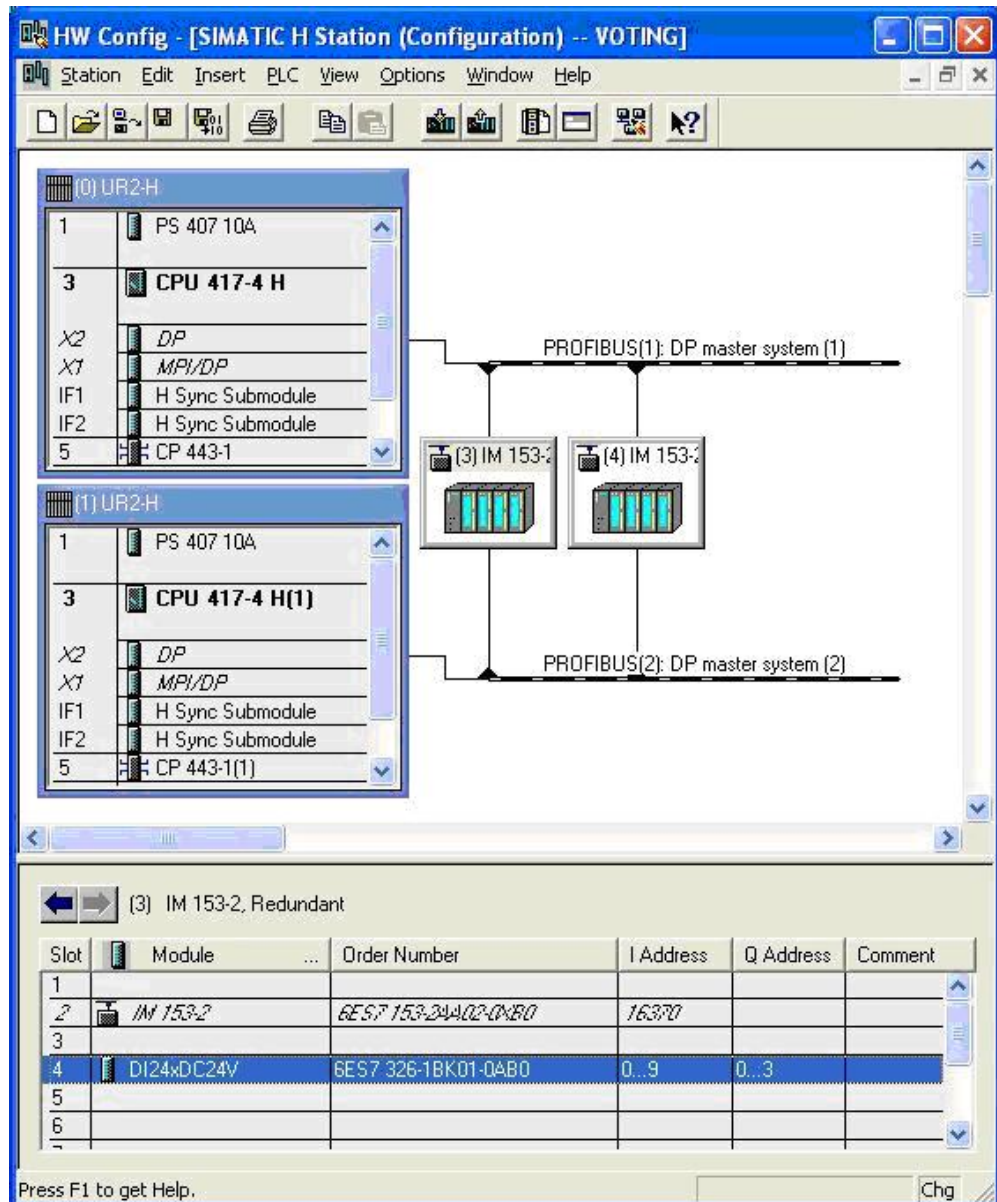 HW Config - [SIMATIC H Station (Configuration) -- VOTING]
Station Edit Insert PLC View Options Window Help
(0) UR2-H
1 PS 407 10A
3 CPU 417-4 H
X2 DP
X1 MPI/DP
IF1 H Sync Submodule
IF2 H Sync Submodule
5 CP 443-1
PROFIBUS(1): DP master system (1)
(3) IM 153-2
(4) IM 153-2
(1) UR2-H
1 PS 407 10A
3 CPU 417-4 H(1)
X2 DP
X1 MPI/DP
IF1 H Sync Submodule
IF2 H Sync Submodule
5 CP 443-1(1)
PROFIBUS(2): DP master system (2)
(3) IM 153-2, Redundant
Slot Module ... Order Number I Address Q Address Comment
1
2 IM 153-2 6ES7 153-2AA02-0XB0 16370
3
4 DI24xDC24V 6ES7 326-1BK01-0AB0 0...9 0...3
5
6
Press F1 to get Help.
Chg